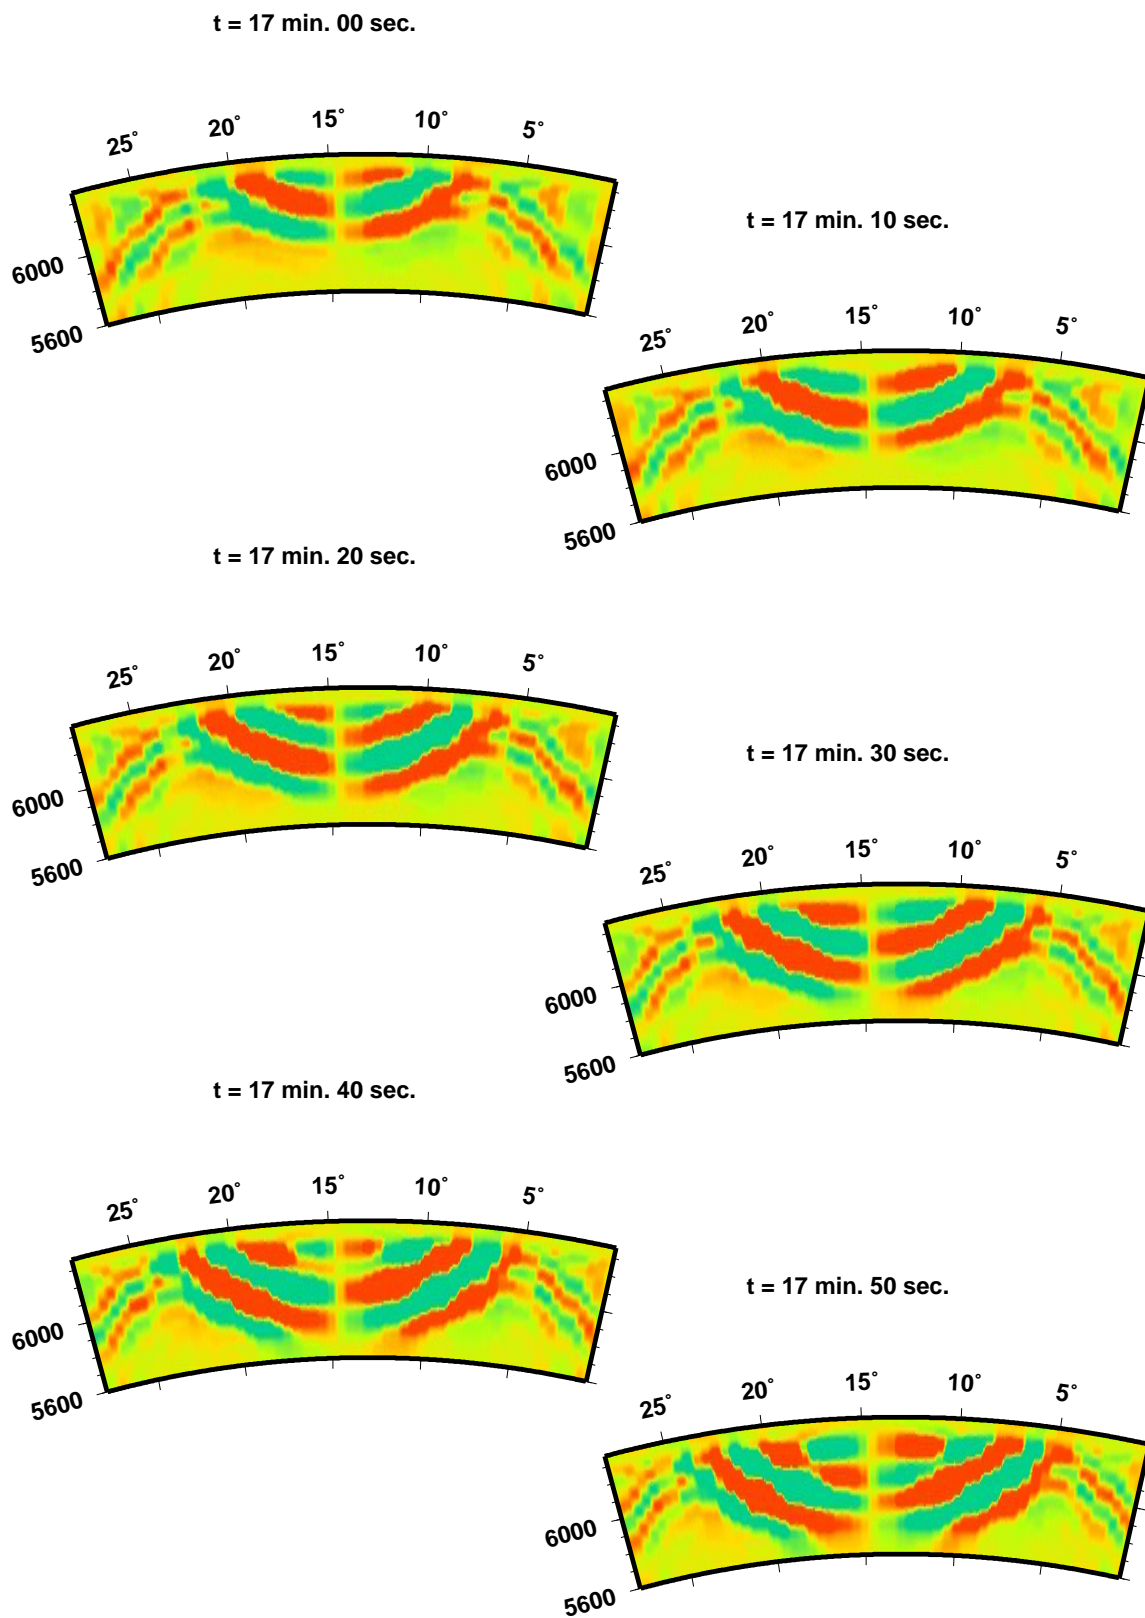 t = 17 min. 00 sec.
25° 20° 15° 10° 5°
6000
5600
t = 17 min. 10 sec.
25° 20° 15° 10° 5°
6000
5600
t = 17 min. 20 sec.
25° 20° 15° 10° 5°
6000
5600
t = 17 min. 30 sec.
25° 20° 15° 10° 5°
6000
5600
t = 17 min. 40 sec.
25° 20° 15° 10° 5°
6000
5600
t = 17 min. 50 sec.
25° 20° 15° 10° 5°
6000
5600